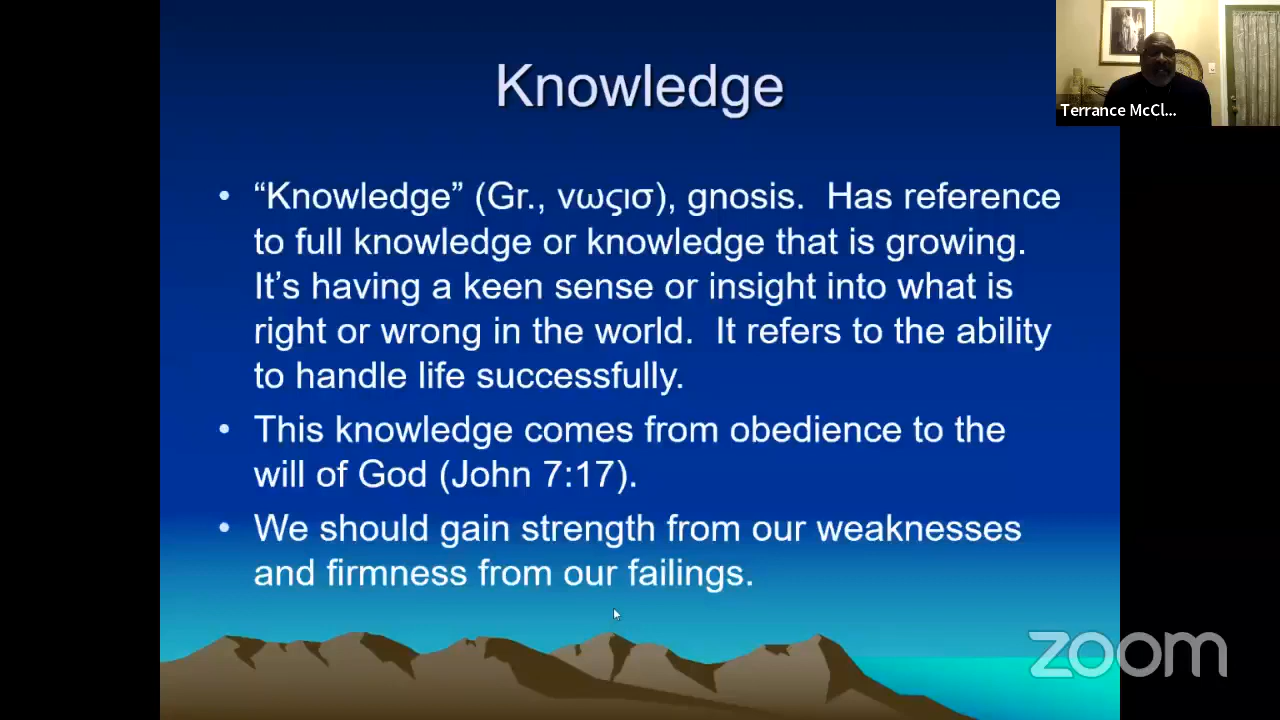 Knowledge
Terrance McCl...
• “Knowledge” (Gr., νωςισ), gnosis.  Has reference
to full knowledge or knowledge that is growing.
It’s having a keen sense or insight into what is
right or wrong in the world.  It refers to the ability
to handle life successfully.
• This knowledge comes from obedience to the
will of God (John 7:17).
• We should gain strength from our weaknesses
and firmness from our failings.
zoom